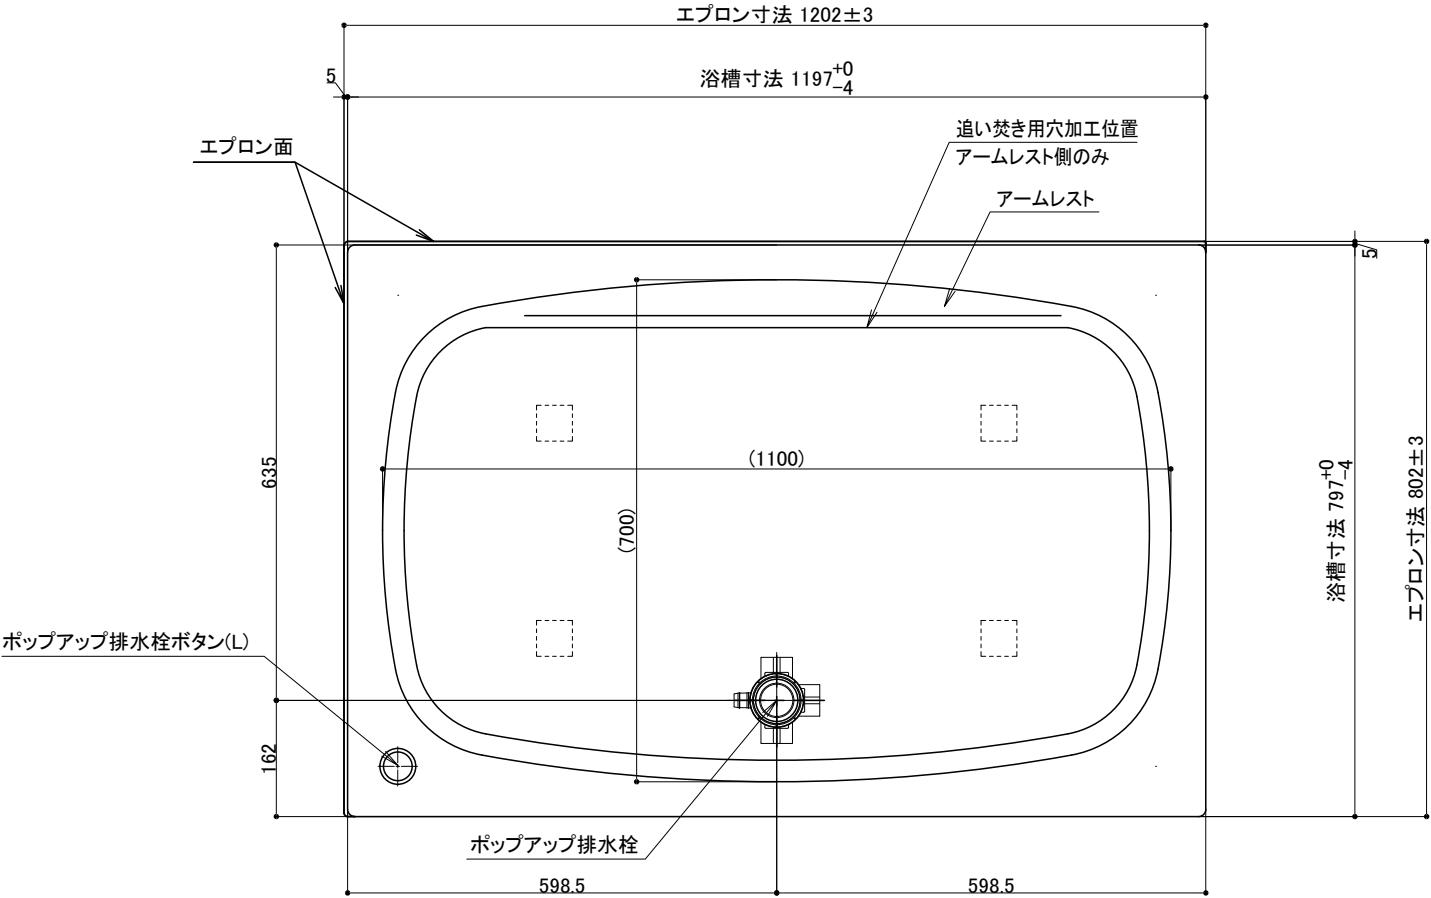 エプロン寸法 1202±3
5
浴槽寸法 1197+0-4
エプロン面
追い焚き用穴加工位置
アームレスト側のみ
アームレスト
5
635
(1100)
(700)
浴槽寸法 797+0-4
エプロン寸法 802±3
ポップアップ排水栓ボタン(L)
162
ポップアップ排水栓
598.5
598.5